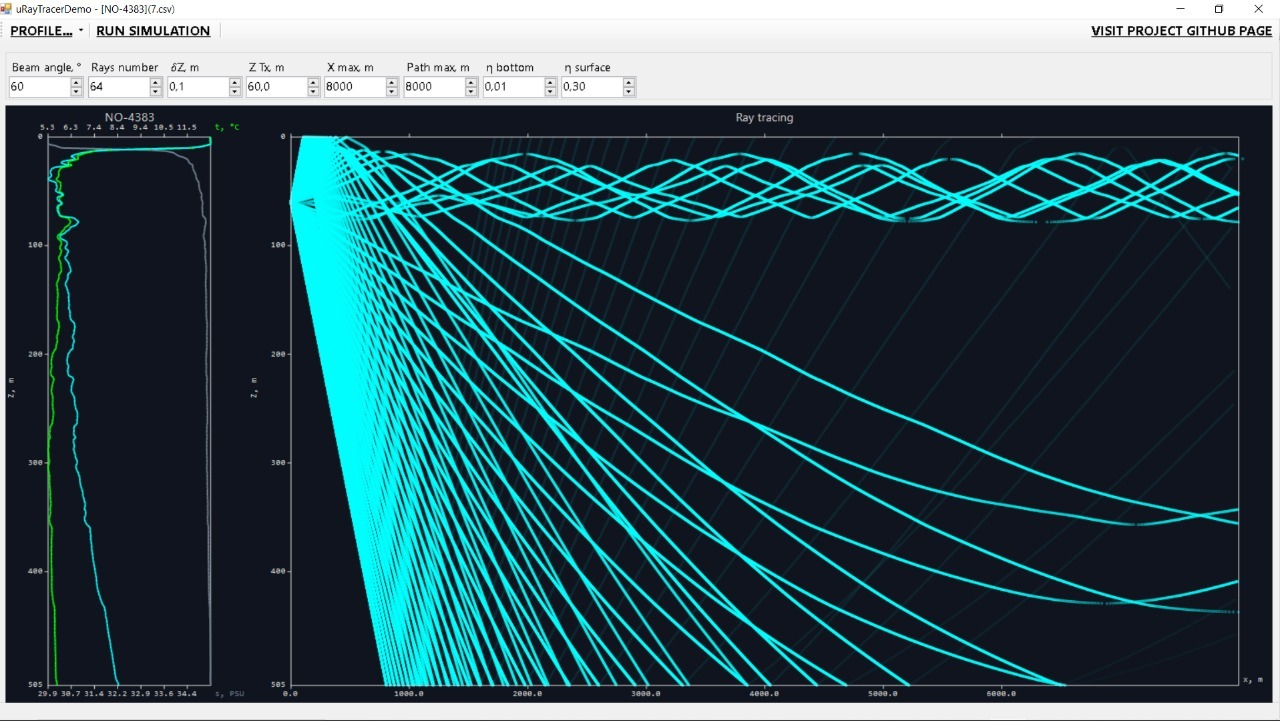 uRayTracerDemo - [NO-4383](7.csv)
PROFILE... RUN SIMULATION VISIT PROJECT GITHUB PAGE
Beam angle, ° Rays number δZ, m Z Tx, m X max, m Path max, m η bottom η surface
60 64 0,1 60,0 8000 8000 0,01 0,30
NO-4383 Ray tracing
5.3 6.3 7.4 8.4 9.4 10.5 11.5 t, °C
0 0
100 100
200 200
Z, m Z, m
300 300
400 400
505 505
29.9 30.7 31.4 32.2 32.9 33.6 34.4 s, PSU 0.0 1000.0 2000.0 3000.0 4000.0 5000.0 6000.0 x, m